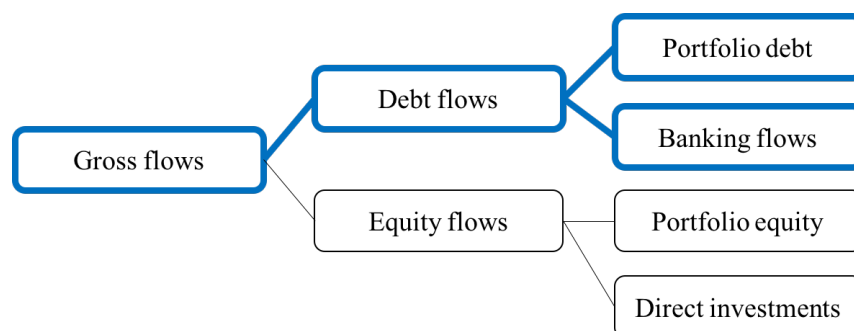 Portfolio debt
Debt flows
Banking flows
Gross flows
Equity flows
Portfolio equity
Direct investments